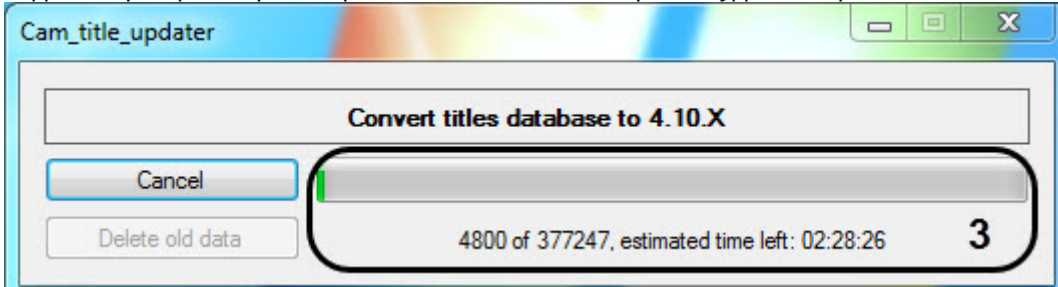 Cam_title_updater
Convert titles database to 4.10.X
Cancel
Delete old data
4800 of 377247, estimated time left: 02:28:26
3